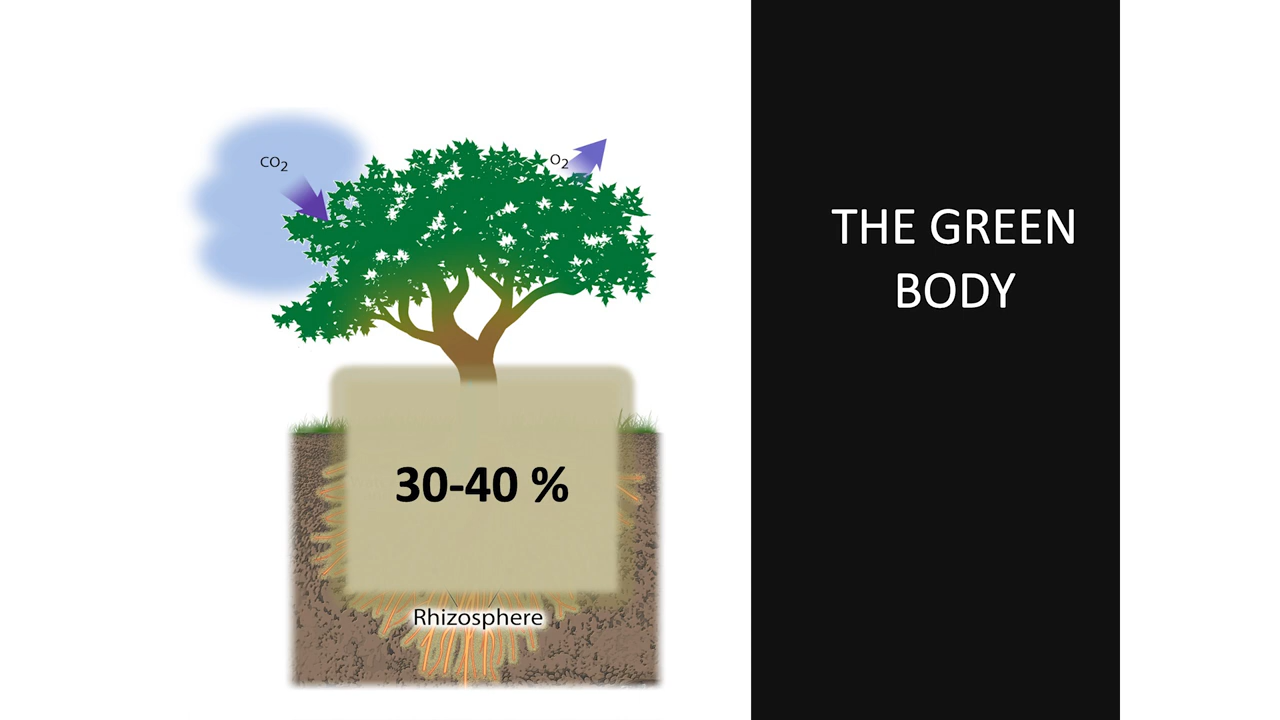 CO₂
O₂
30-40 %
Rhizosphere
THE GREEN
BODY